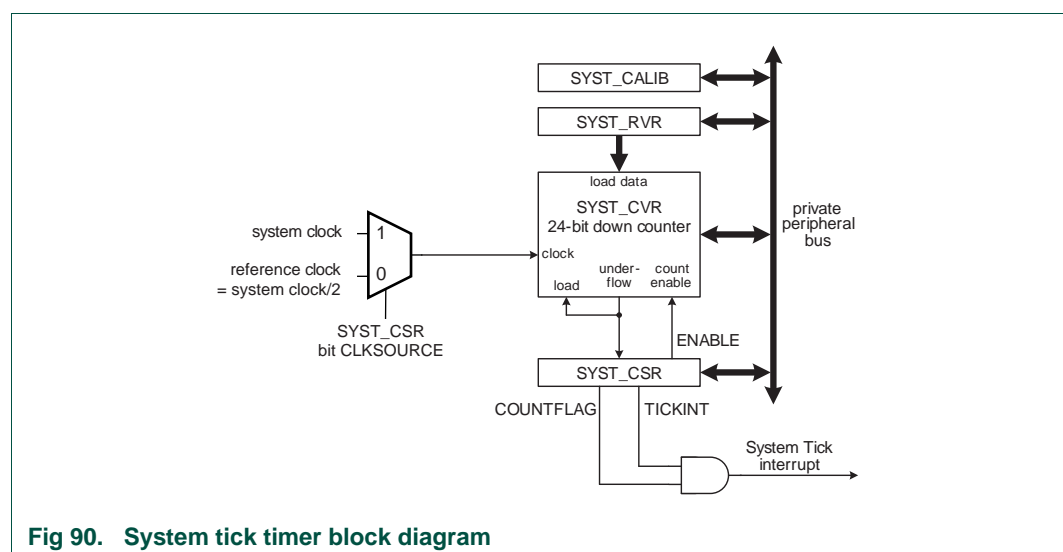 SYST_CALIB
SYST_RVR
load data
SYST_CVR
24-bit down counter
private
peripheral
bus
system clock
1
clock
reference clock
= system clock/2
0
under-
flow
count
enable
load
SYST_CSR
bit CLKSOURCE
ENABLE
SYST_CSR
COUNTFLAG
TICKINT
System Tick
interrupt
Fig 90. System tick timer block diagram